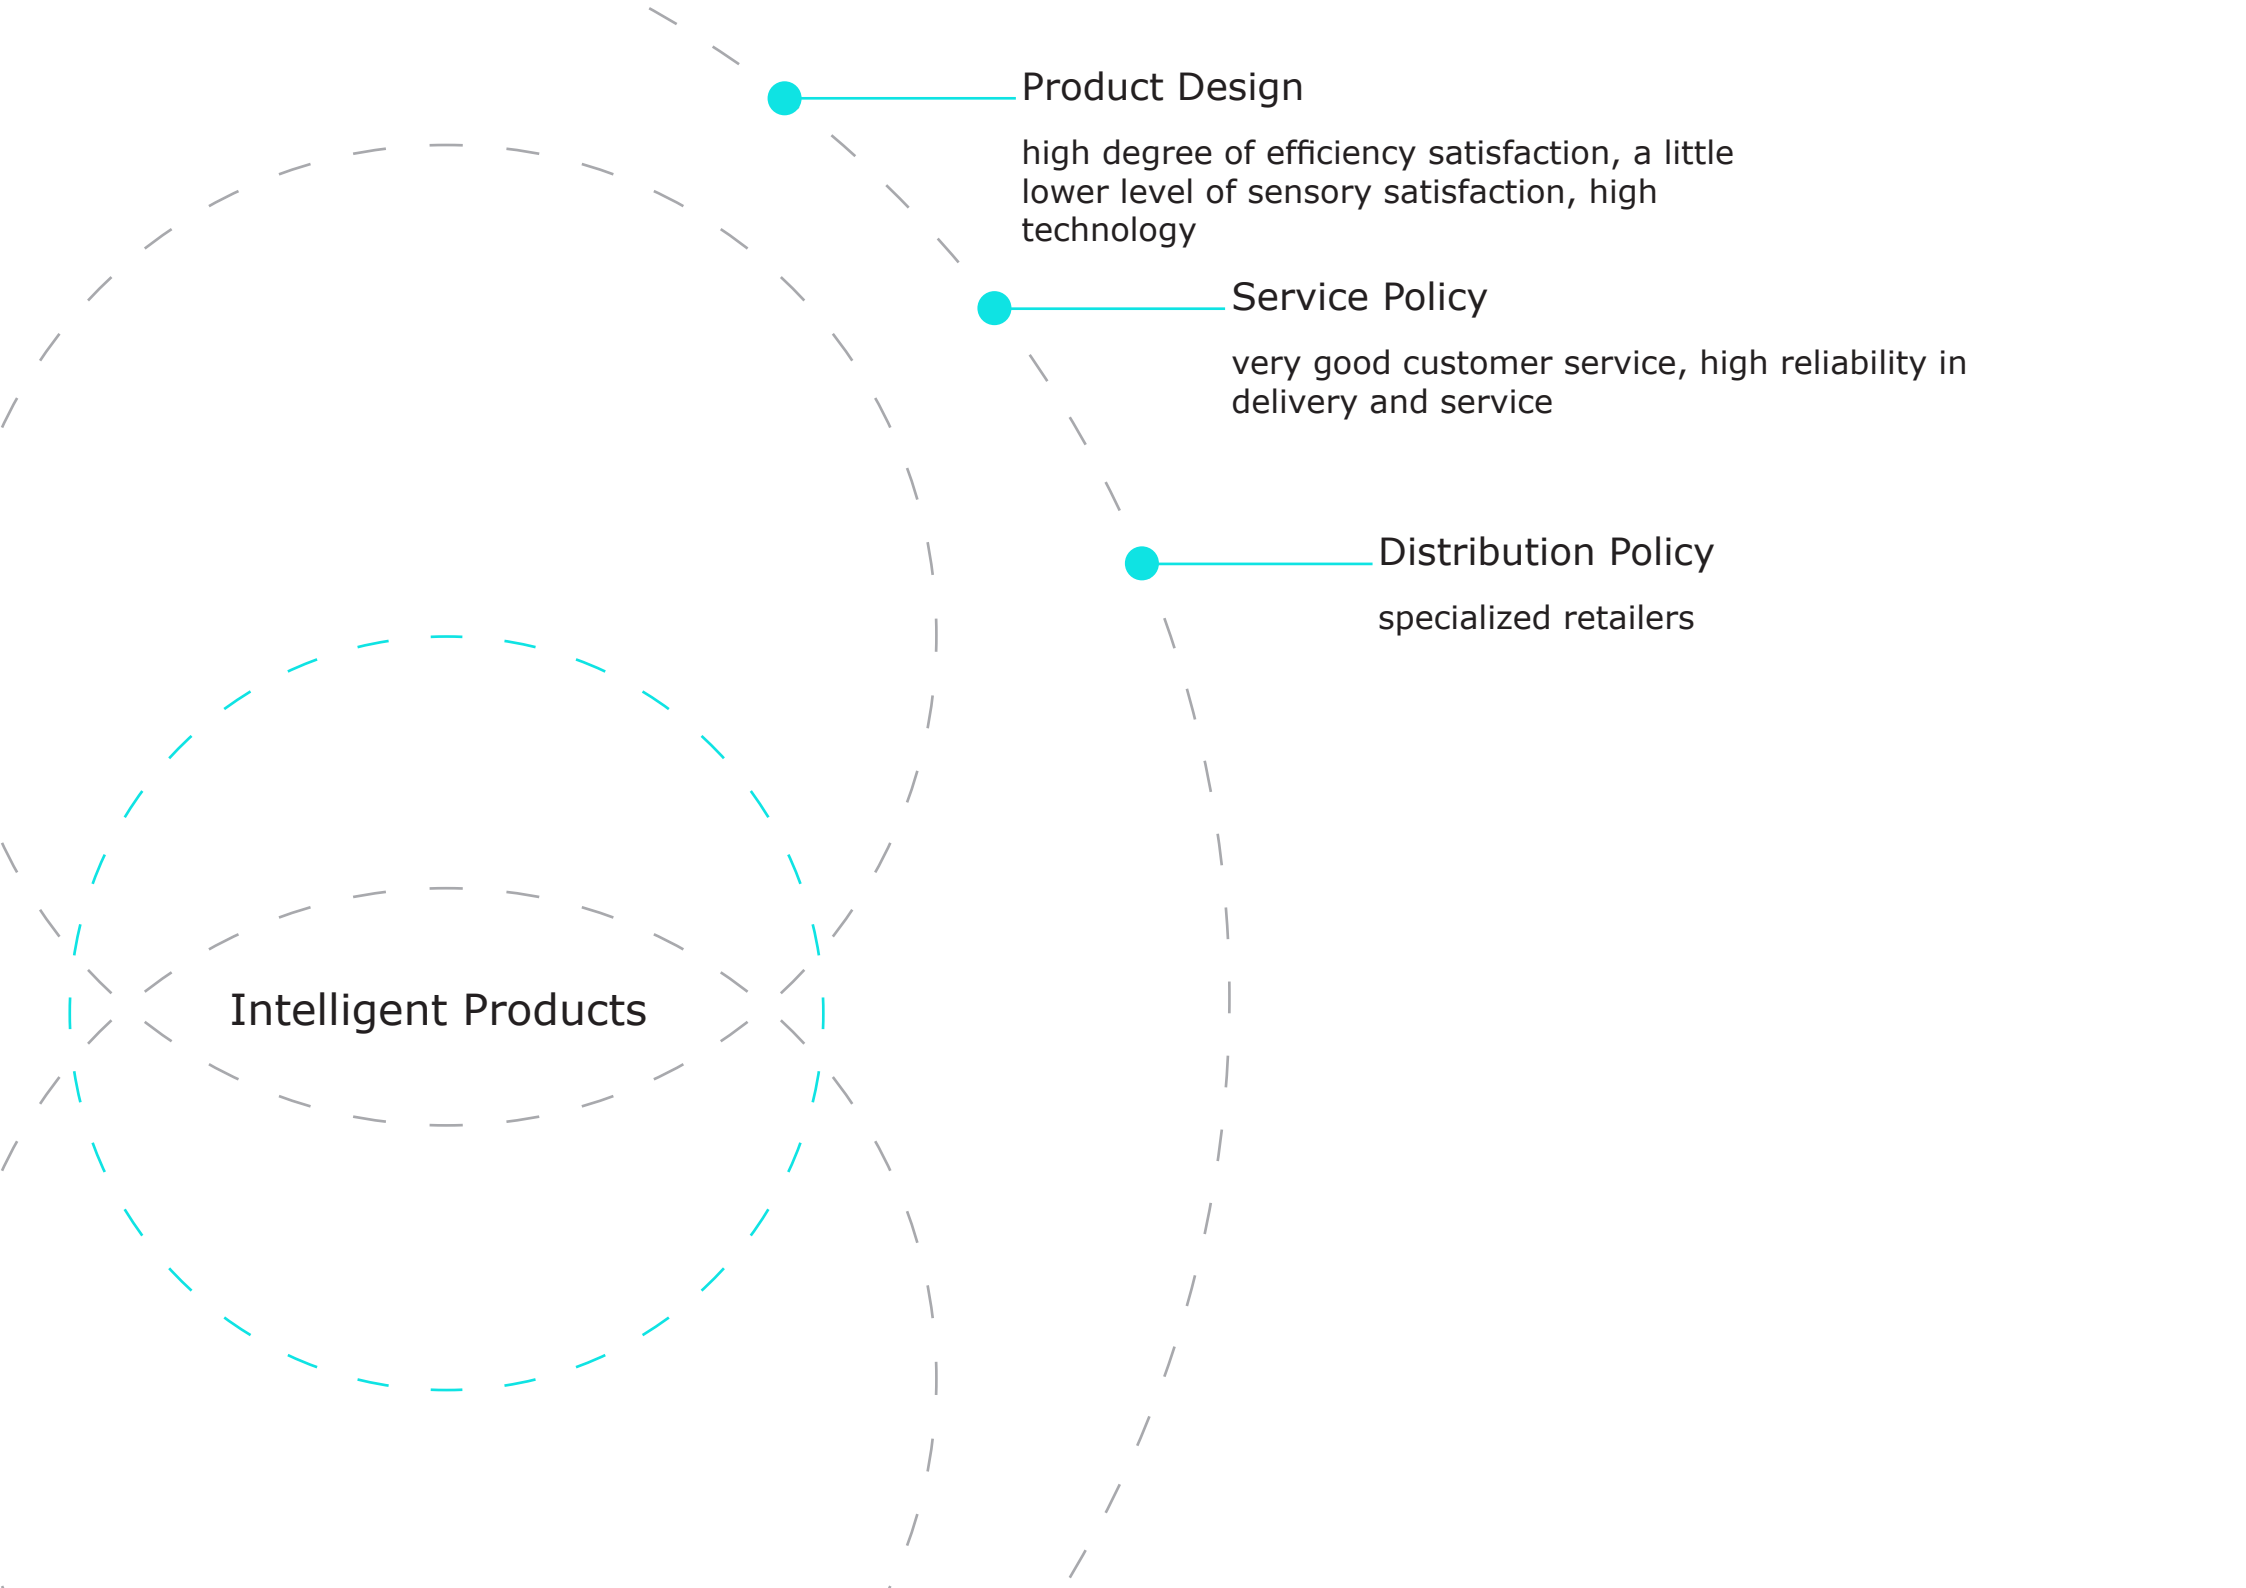 Product Design
high degree of efficiency satisfaction, a little
lower level of sensory satisfaction, high
technology
Service Policy
very good customer service, high reliability in
delivery and service
Distribution Policy
specialized retailers
Intelligent Products